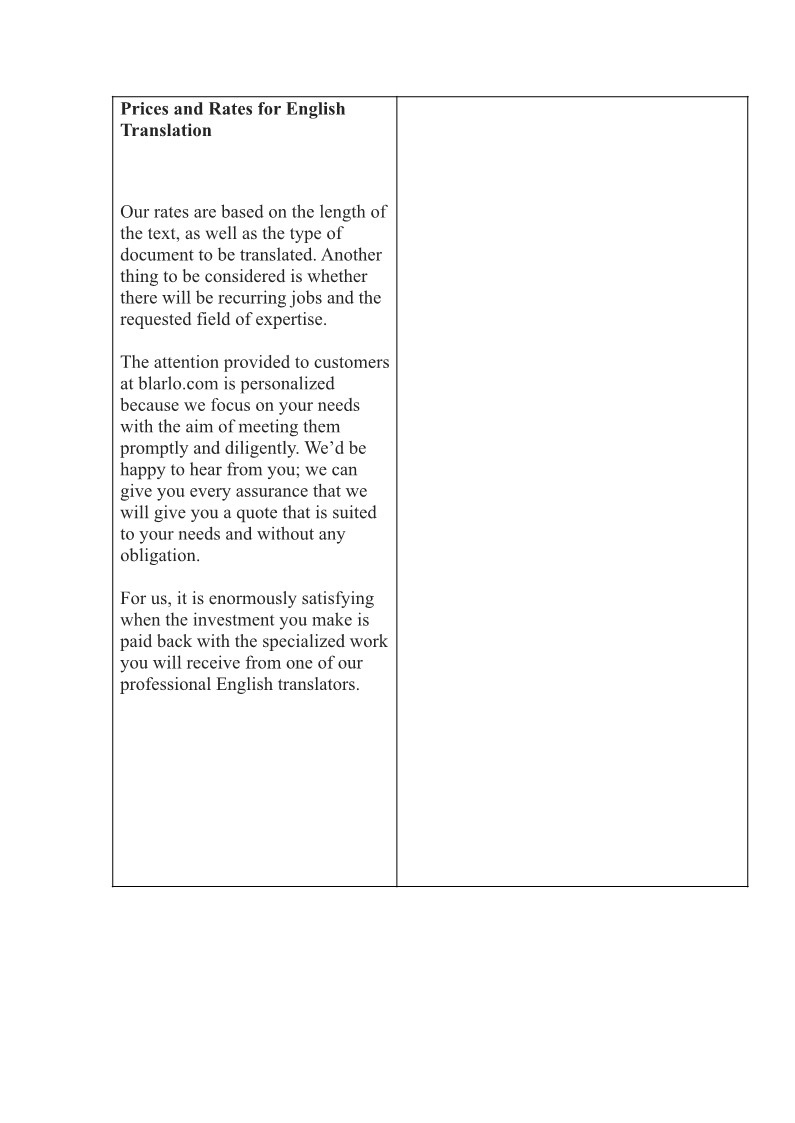 Prices and Rates for English
Translation
Our rates are based on the length of
the text, as well as the type of
document to be translated. Another
thing to be considered is whether
there will be recurring jobs and the
requested field of expertise.
The attention provided to customers
at blarlo.com is personalized
because we focus on your needs
with the aim of meeting them
promptly and diligently. We’d be
happy to hear from you; we can
give you every assurance that we
will give you a quote that is suited
to your needs and without any
obligation.
For us, it is enormously satisfying
when the investment you make is
paid back with the specialized work
you will receive from one of our
professional English translators.